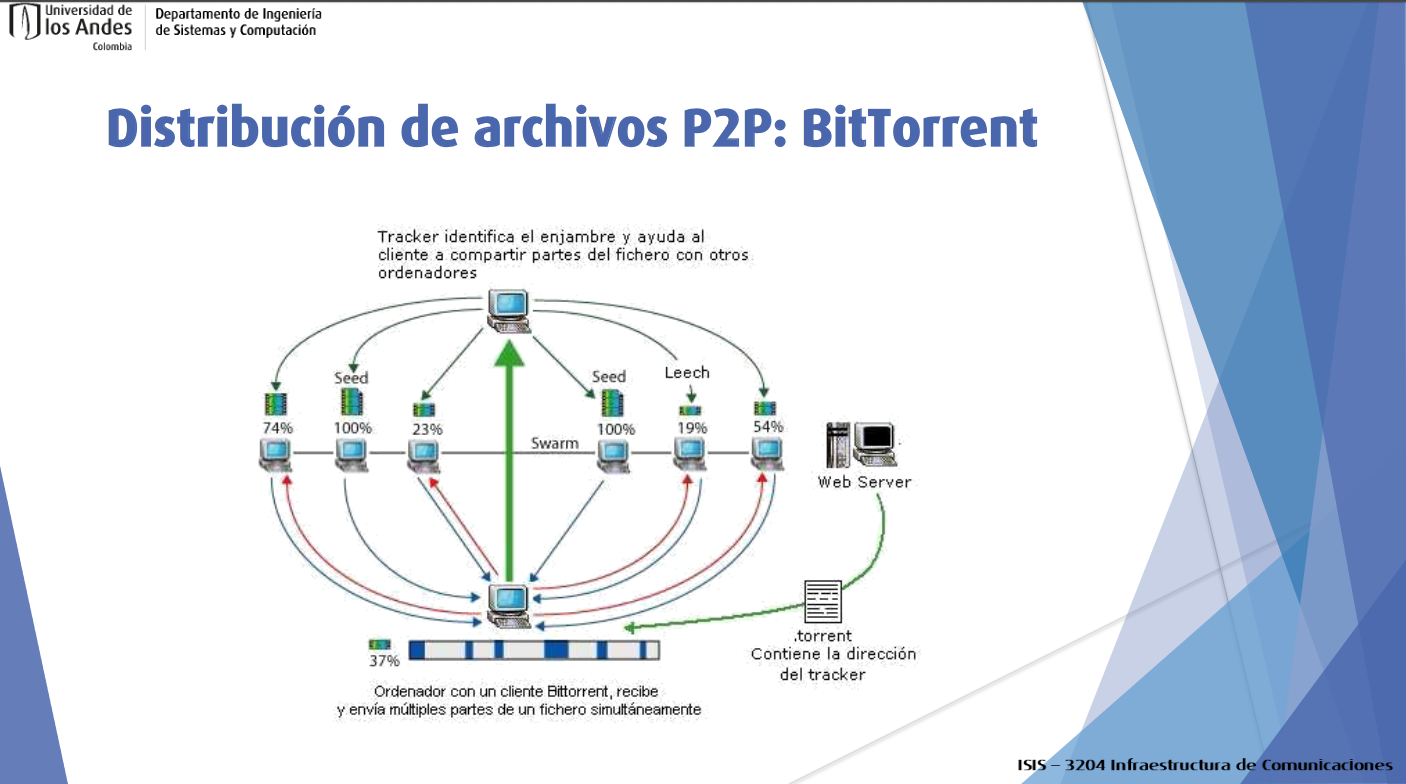 Universidad de
los Andes
Colombia
Departamento de Ingeniería
de Sistemas y Computación
Distribución de archivos P2P: BitTorrent
Tracker identifica el enjambre y ayuda al
cliente a compartir partes del fichero con otros
ordenadores
Seed
Seed
Leech
74%
100%
23%
100%
19%
54%
Swarm
Web Server
.torrent
Contiene la dirección
del tracker
37%
Ordenador con un cliente Bittorrent, recibe
y envía múltiples partes de un fichero simultáneamente
ISIS – 3204 Infraestructura de Comunicaciones